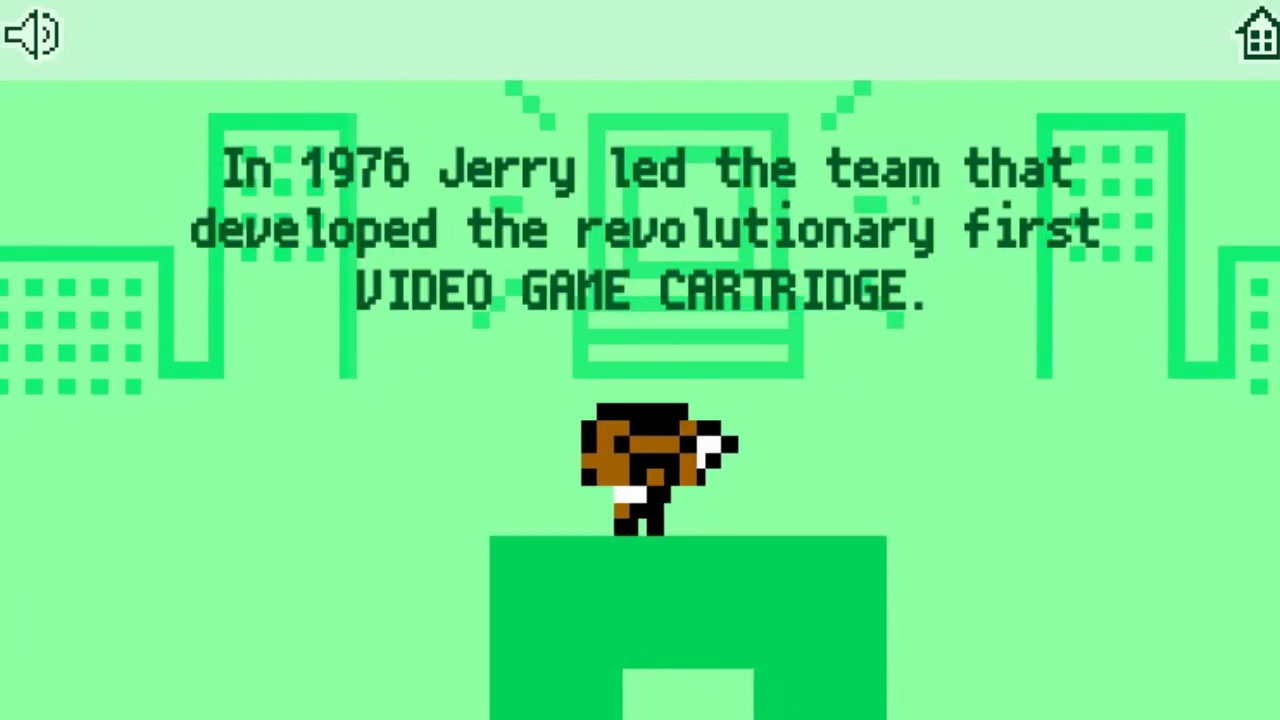 In 1976 Jerry led the team that
developed the revolutionary first
VIDEO GAME CARTRIDGE.